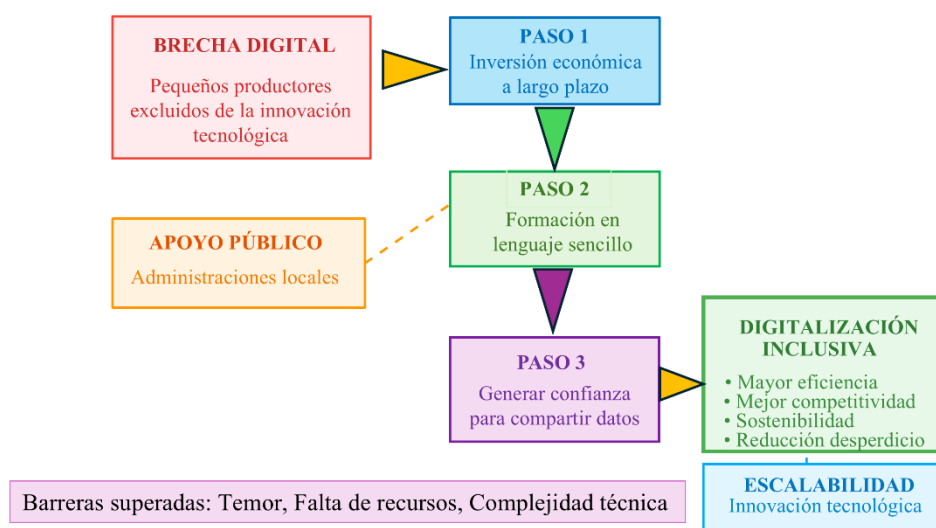 BRECHA DIGITAL
Pequeños productores
excluidos de la innovación
tecnológica
PASO 1
Inversión económica
a largo plazo
PASO 2
Formación en
lenguaje sencillo
APOYO PÚBLICO
Administraciones locales
PASO 3
Generar confianza
para compartir datos
DIGITALIZACIÓN
INCLUSIVA
• Mayor eficiencia
• Mejor competitividad
• Sostenibilidad
• Reducción desperdicio
ESCALABILIDAD
Innovación tecnológica
Barreras superadas: Temor, Falta de recursos, Complejidad técnica